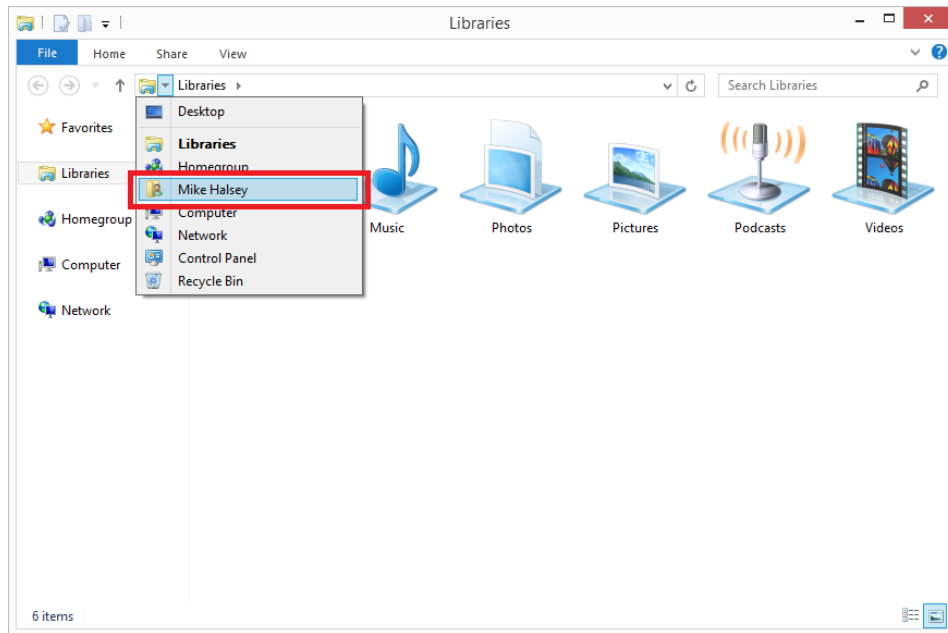 Libraries
File Home Share View
Libraries
Search Libraries
Desktop
Libraries
Homegroup
Mike Halsey
Computer
Network
Control Panel
Recycle Bin
Favorites
Libraries
Homegroup
Computer
Network
Music Photos Pictures Podcasts Videos
6 items